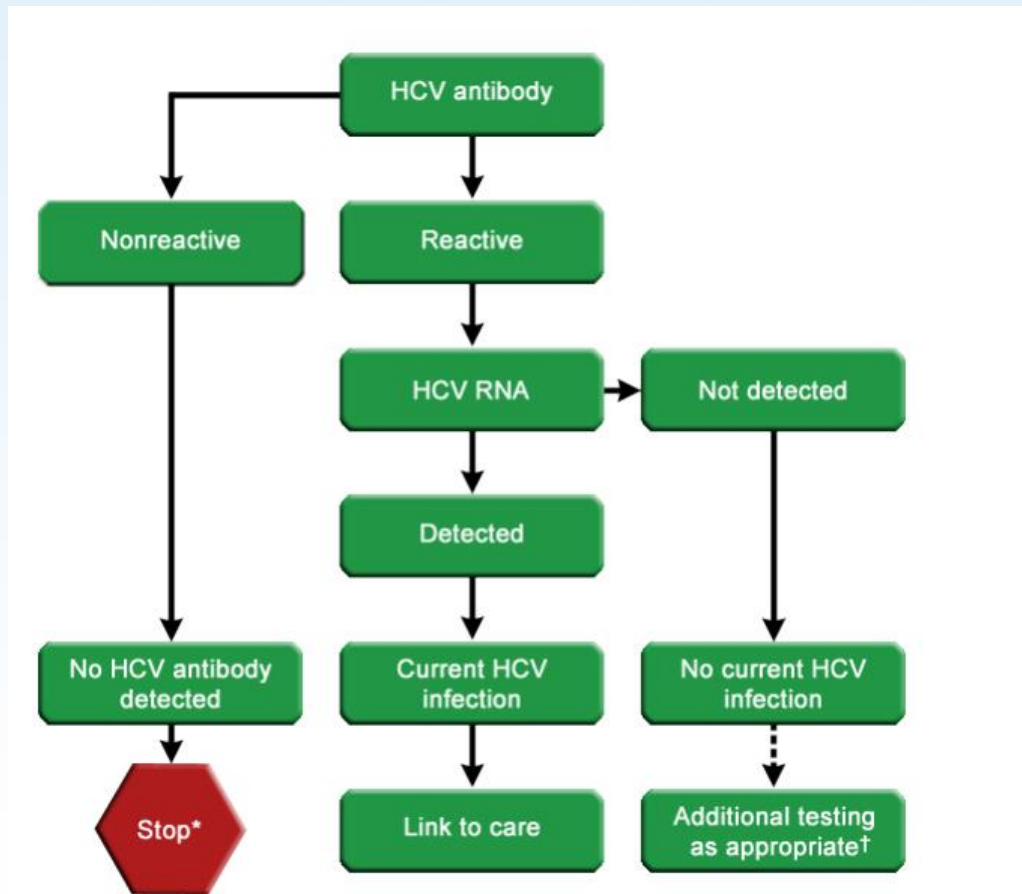 HCV antibody
Nonreactive
Reactive
HCV RNA
Not detected
Detected
No HCV antibody
detected
Current HCV
infection
No current HCV
infection
Stop*
Link to care
Additional testing
as appropriate†